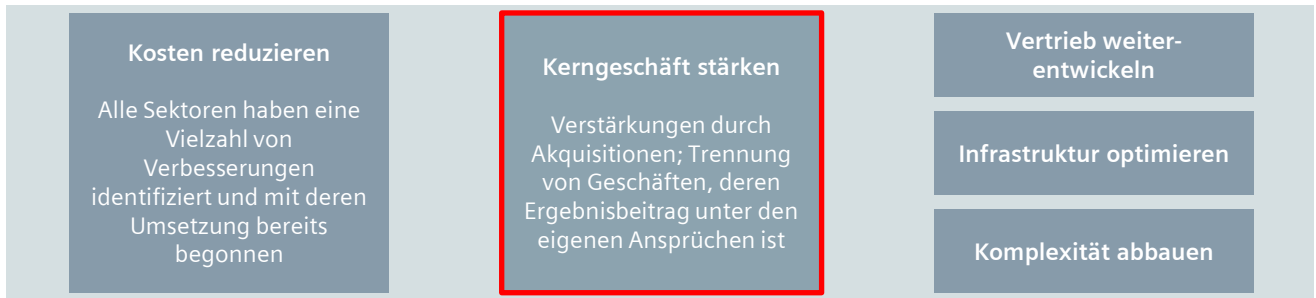 Kosten reduzieren
Alle Sektoren haben eine
Vielzahl von
Verbesserungen
identifiziert und mit deren
Umsetzung bereits
begonnen
Kerngeschäft stärken
Verstärkungen durch
Akquisitionen; Trennung
von Geschäften, deren
Ergebnisbeitrag unter den
eigenen Ansprüchen ist
Vertrieb weiter-
entwickeln
Infrastruktur optimieren
Komplexität abbauen